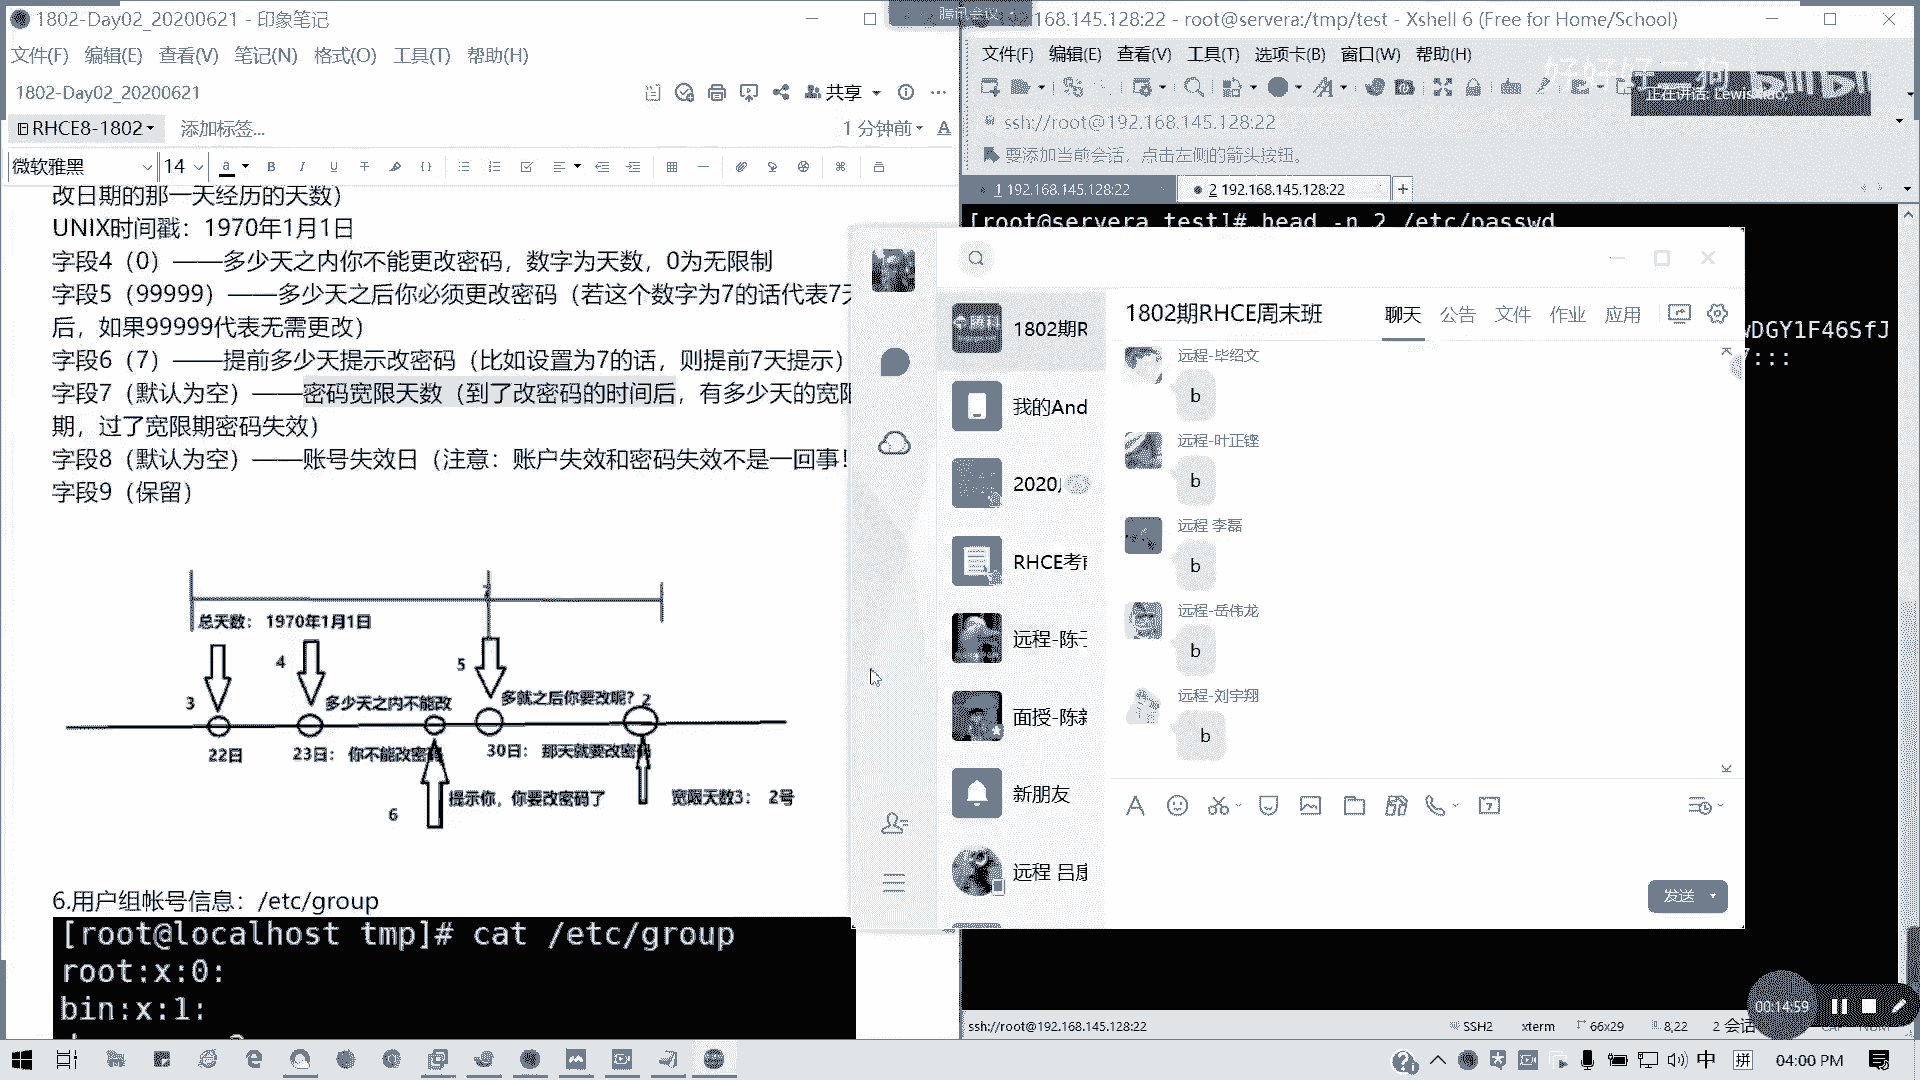 1802-Day02_20200621 - 印象笔记
文件(F) 编辑(E) 查看(V) 笔记(N) 格式(O) 工具(T) 帮助(H)
1802-Day02_20200621
共享
RHCE8-1802
添加标签...
1 分钟前
微软雅黑
14
改日期的那一天经历的天数）
UNIX时间戳：1970年1月1日
字段4（0）——多少天之内你不能更改密码，数字为天数，0为无限制
字段5（99999）——多少天之后你必须更改密码（若这个数字为7的话代表7天
后，如果99999代表无需更改）
字段6（7）——提前多少天提示改密码（比如设置为7的话，则提前7天提示）
字段7（默认为空）——密码宽限天数（到了改密码的时间后，有多少天的宽限
期，过了宽限期密码失效）
字段8（默认为空）——账号失效日（注意：账户失效和密码失效不是一回事!
字段9（保留）
总天数： 1970年1月1日
4
5
3
多少天之内不能改
多就之后你要改呢？
2
22日
23日： 你不能改密码
30日： 那天就要改密码
提示你，你要改密码了
宽限天数3： 2号
6
6.用户组帐号信息：/etc/group
[root@localhost tmp]# cat /etc/group
root:x:0:
bin:x:1:
腾讯会议
192.168.145.128:22 - root@servera:/tmp/test - Xshell 6 (Free for Home/School)
文件(F) 编辑(E) 查看(V) 工具(T) 选项卡(B) 窗口(W) 帮助(H)
好好好二狗
bilibili
正在讲话:
ssh://root@192.168.145.128:22
要添加当前会话，点击左侧的箭头按钮。
1 192.168.145.128:22
2 192.168.145.128:22
[root@servera test]# head -n 2 /etc/passwd
wDGY1F46SfJ
7:::
1802期R
我的And
2020
RHCE考前
远程-陈
面授-陈
新朋友
远程 吕
1802期RHCE周末班
聊天 公告 文件 作业 应用
远程-毕绍文
b
远程-叶正铿
b
远程 李磊
b
远程-岳伟龙
b
远程-刘宇翔
b
发送
00:14:59
ssh://root@192.168.145.128:22
SSH2
xterm
66x29
8,22
2 会话
CAP NUM
中
拼
04:00 PM